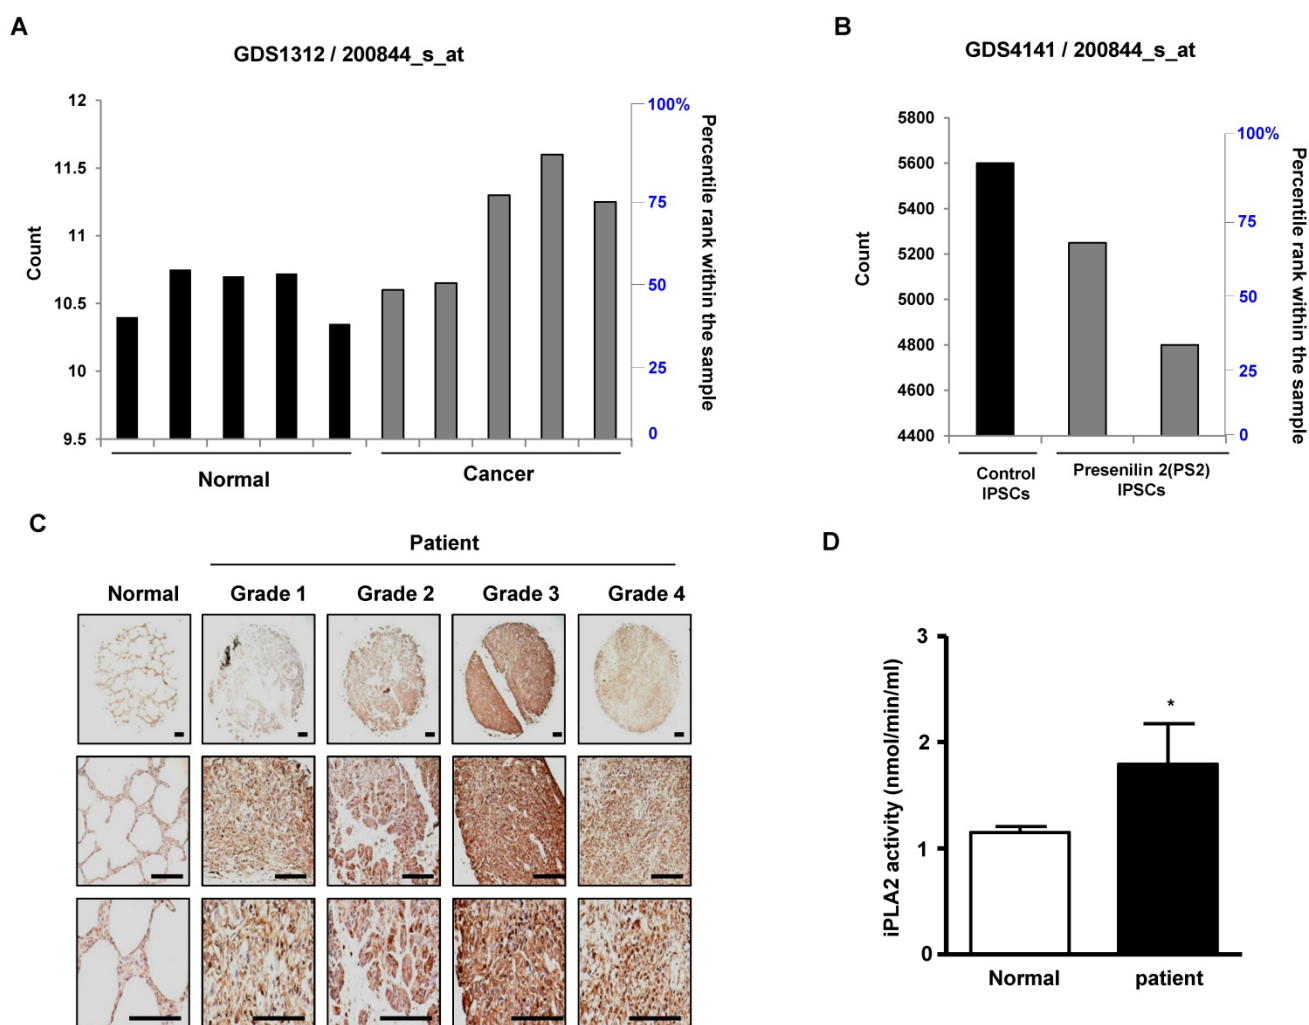 A
GDS1312 / 200844_s_at
12
11.5
11
10.5
10
9.5
Count
100%
75
50
25
0
Percentile rank within the sample
Normal
Cancer
B
GDS4141 / 200844_s_at
5800
5600
5400
5200
5000
4800
4600
4400
Count
100%
75
50
25
0
Percentile rank within the sample
Control
IPSCs
Presenilin 2(PS2)
IPSCs
C
Patient
Normal
Grade 1
Grade 2
Grade 3
Grade 4
D
3
2
1
0
iPLA2 activity (nmol/min/ml)
*
Normal
patient